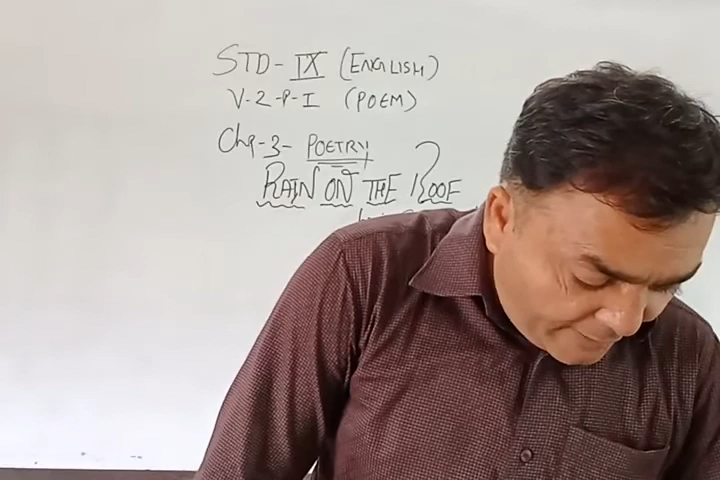 STD- IX (ENGLISH)
V-2-P-I (POEM)
Chp-3- POETRY
RAIN ON THE ROOF